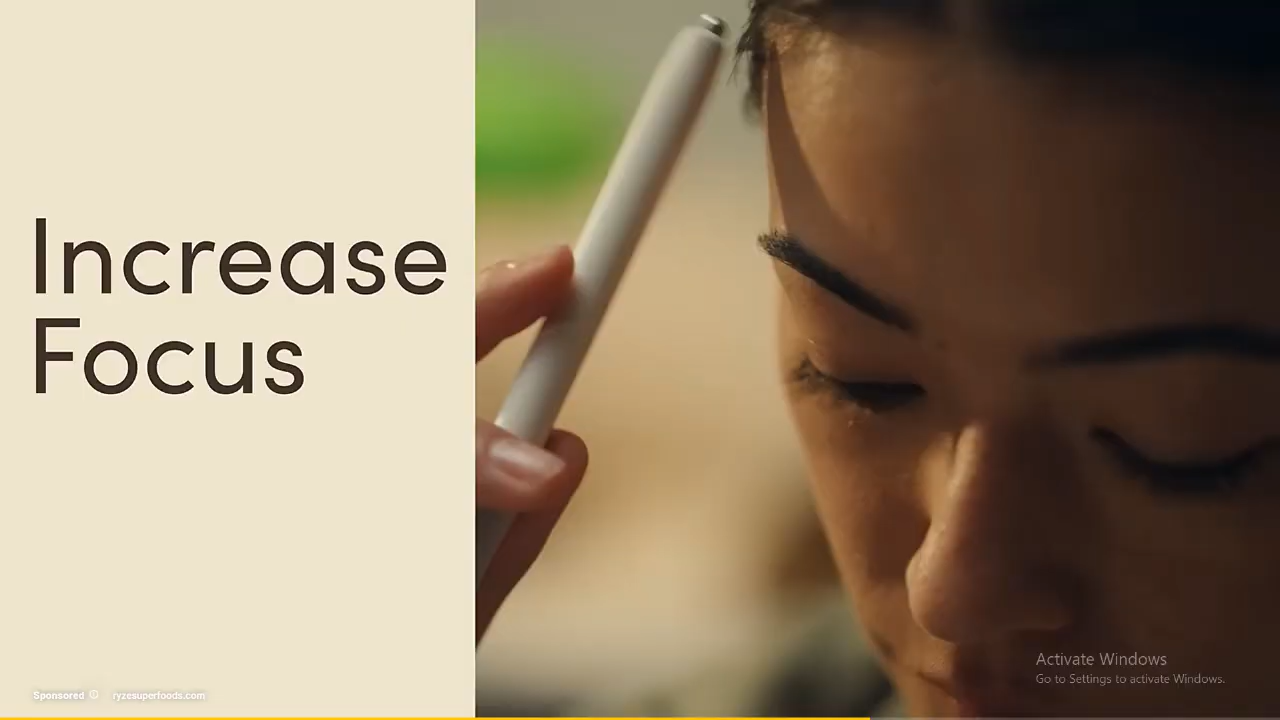 Increase
Focus
Sponsored
ryzesuperfoods.com
Activate Windows
Go to Settings to activate Windows.